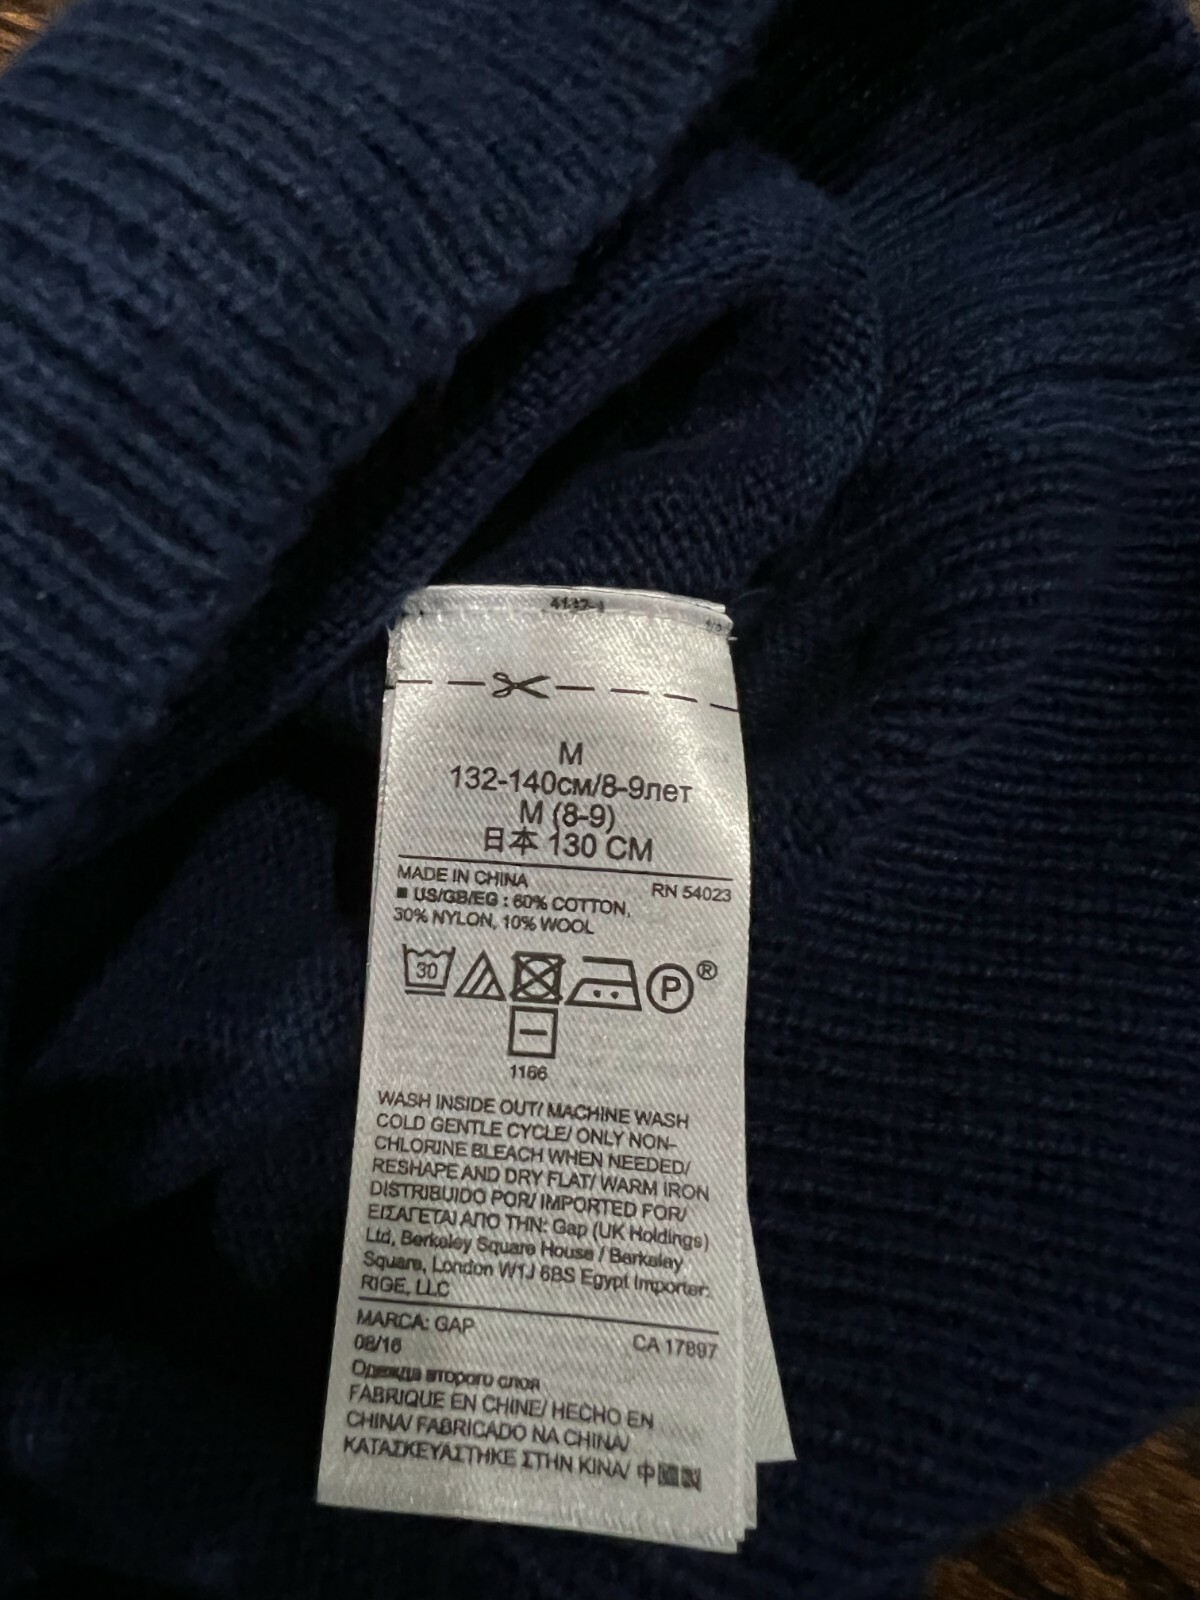 M
132-140см/8-9лет
M (8-9)
日本 130 CM
MADE IN CHINA RN 54023
■ US/GB/EG : 60% COTTON,
30% NYLON, 10% WOOL
30 P ®
1166
WASH INSIDE OUT/ MACHINE WASH
COLD GENTLE CYCLE/ ONLY NON-
CHLORINE BLEACH WHEN NEEDED/
RESHAPE AND DRY FLAT/ WARM IRON
DISTRIBUIDO POR/ IMPORTED FOR/
ΕΙΣΑΓΕΤΑΙ ΑΠΟ ΤΗΝ: Gap (UK Holdings)
Ltd, Berkeley Square House / Berkeley
Square, London W1J 6BS Egypt Importer:
RIGE, LLC
MARCA: GAP CA 17897
08/16
Одежда второго слоя
FABRIQUE EN CHINE/ HECHO EN
CHINA/ FABRICADO NA CHINA/
ΚΑΤΑΣΚΕΥΑΣΤΗΚΕ ΣΤΗΝ ΚΙΝΑ/ 中